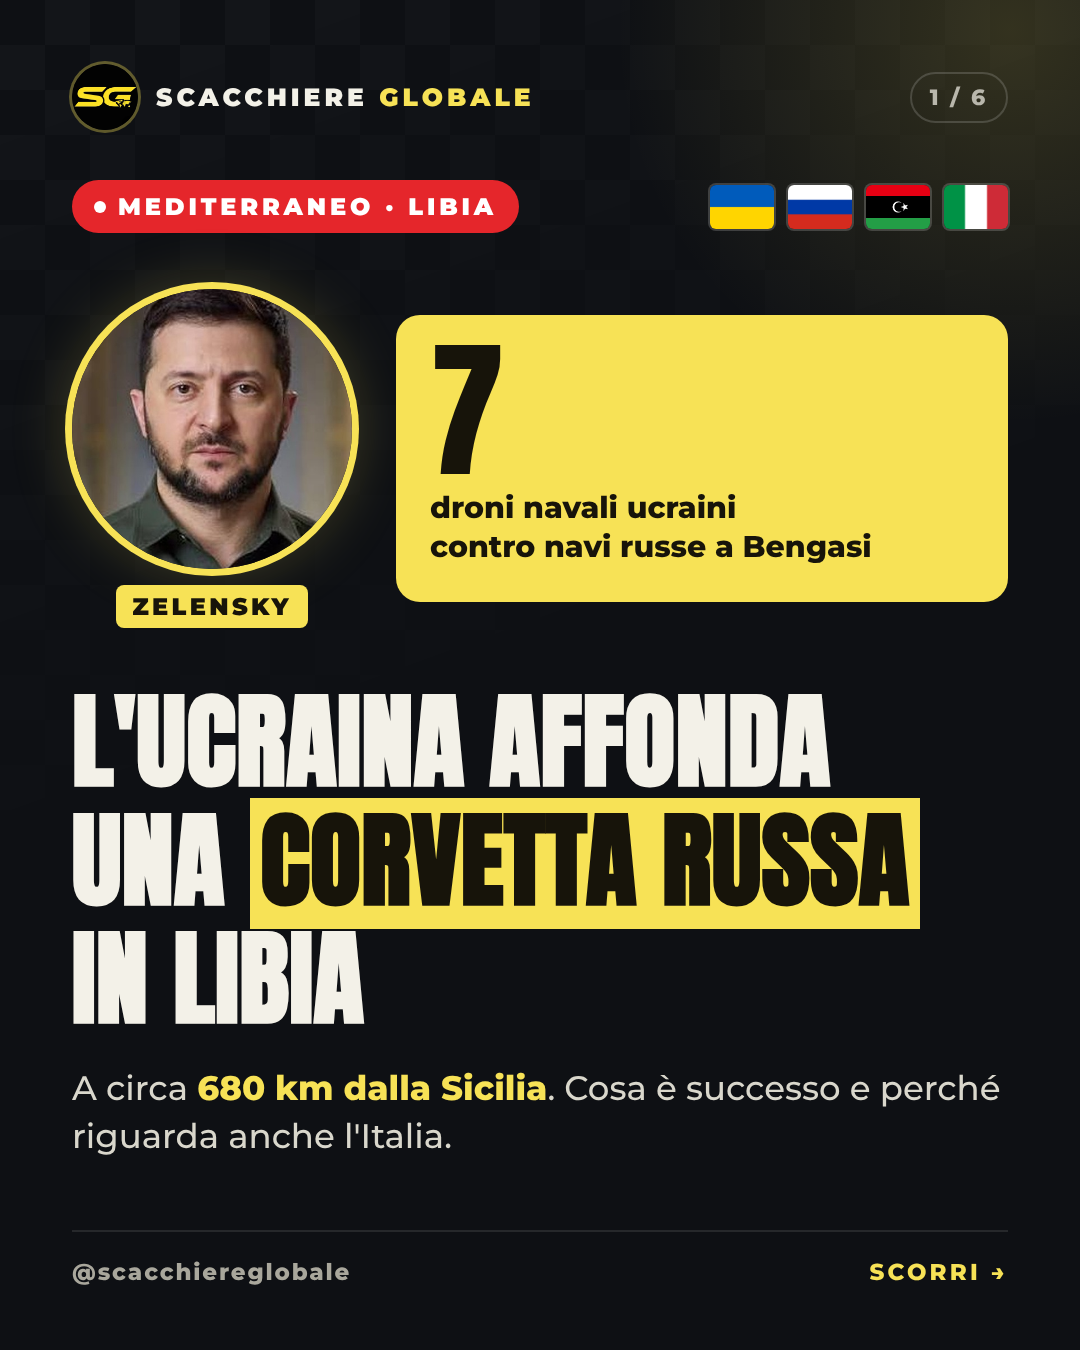 SG
SCACCHIERE GLOBALE
1 / 6
MEDITERRANEO • LIBIA
7
droni navali ucraini
contro navi russe a Bengasi
ZELENSKY
L'UCRAINA AFFONDA
UNA CORVETTA RUSSA
IN LIBIA
A circa 680 km dalla Sicilia. Cosa è successo e perché
riguarda anche l'Italia.
@scacchiereglobale
SCORRI →